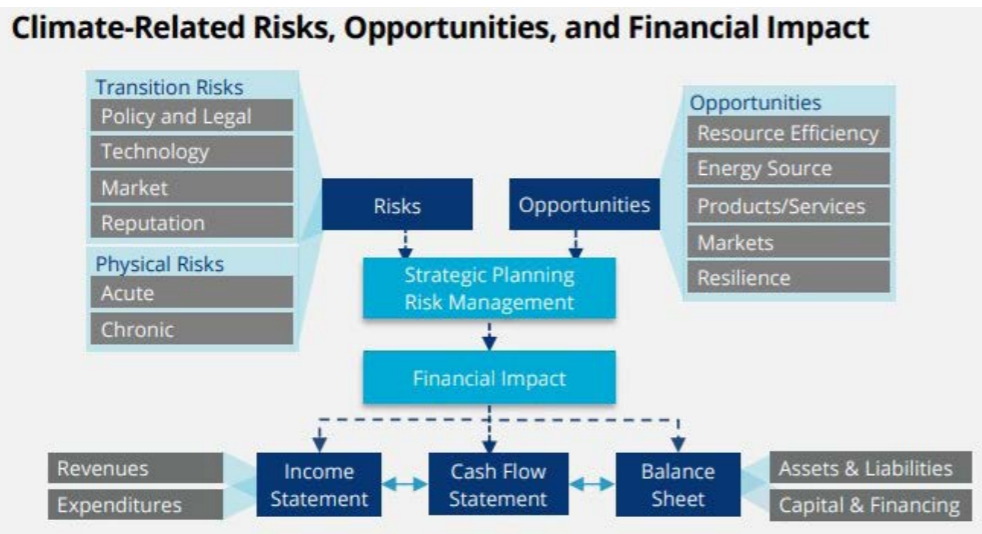 Climate-Related Risks, Opportunities, and Financial Impact
Transition Risks
Policy and Legal
Technology
Market
Reputation
Physical Risks
Acute
Chronic
Risks
Opportunities
Opportunities
Resource Efficiency
Energy Source
Products/Services
Markets
Resilience
Strategic Planning
Risk Management
Financial Impact
Revenues
Expenditures
Income
Statement
Cash Flow
Statement
Balance
Sheet
Assets & Liabilities
Capital & Financing